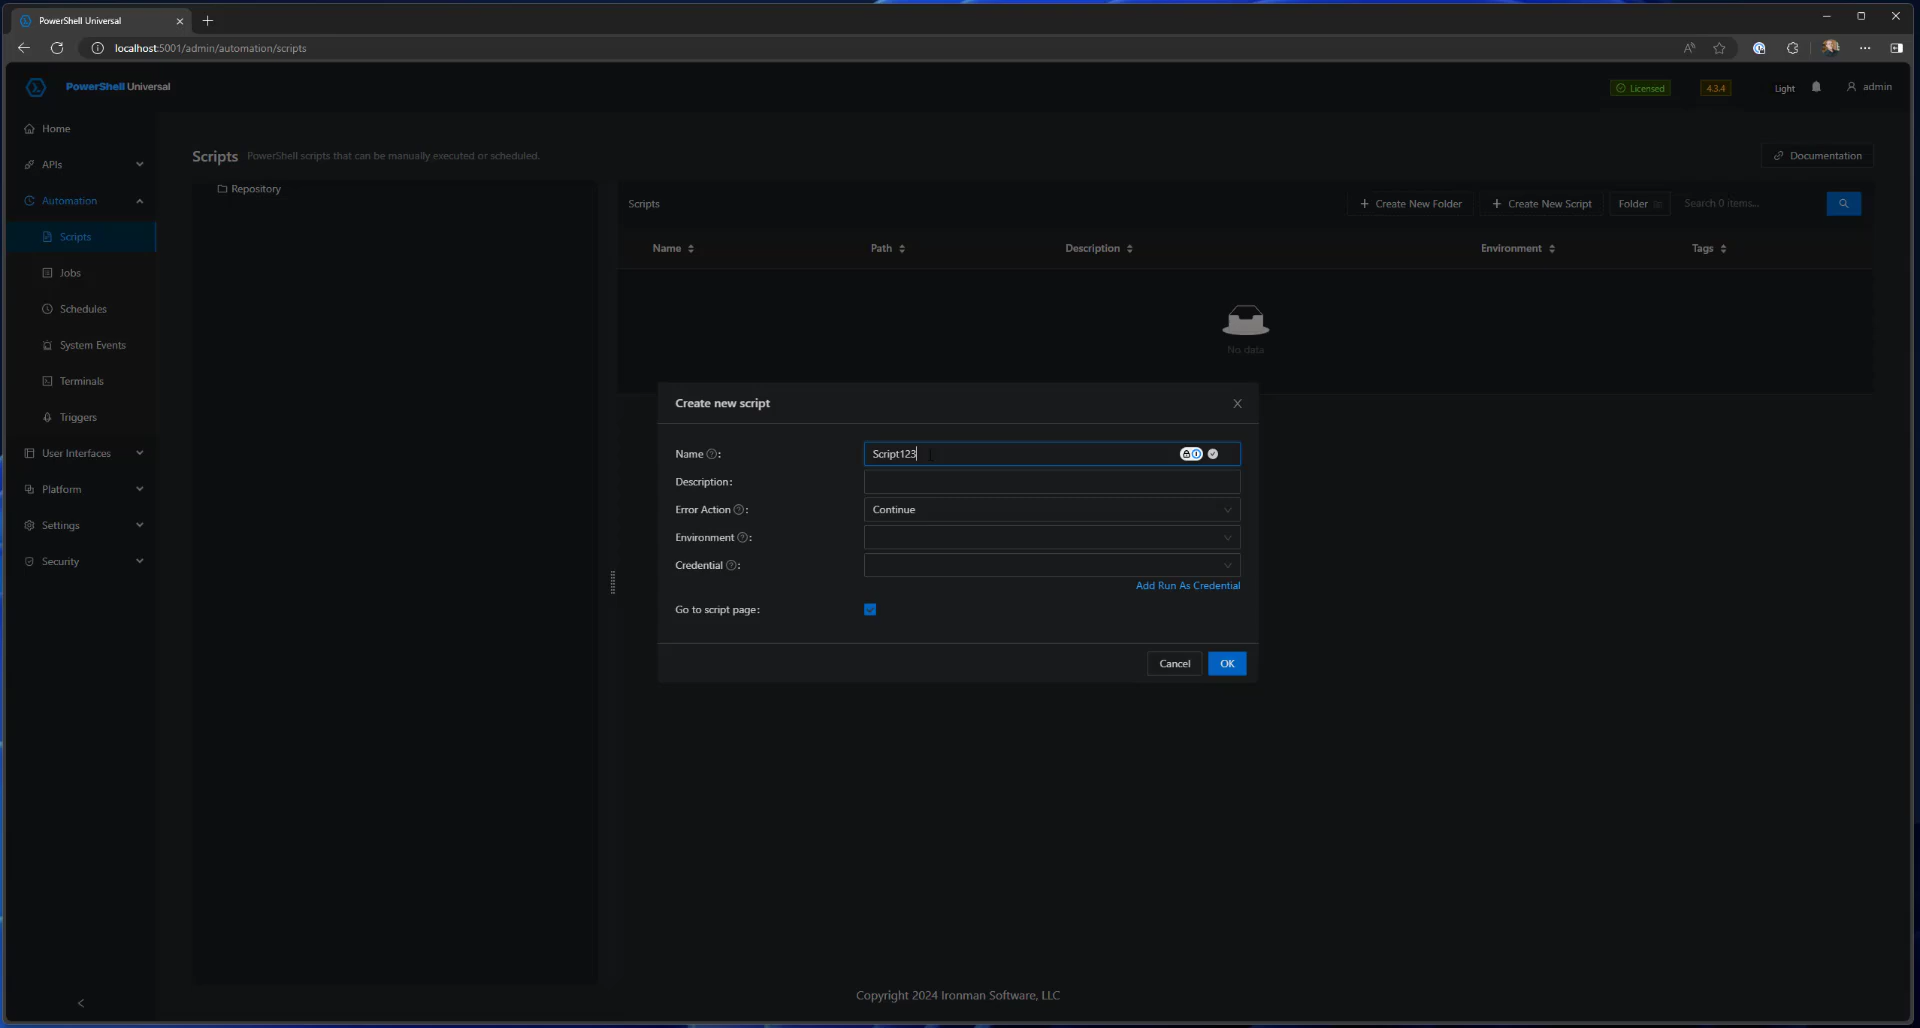 PowerShell Universal
localhost:5001/admin/automation/scripts
PowerShell Universal
Licensed
4.3.4
Light
admin
Home
APIs
Automation
Scripts
Jobs
Schedules
System Events
Terminals
Triggers
User Interfaces
Platform
Settings
Security
Scripts PowerShell scripts that can be manually executed or scheduled.
Documentation
Repository
Scripts
+ Create New Folder
+ Create New Script
Folder
Search 0 items...
Name
Path
Description
Environment
Tags
No data
Create new script
Name ?: Script123
Description:
Error Action ?: Continue
Environment ?:
Credential ?:
Add Run As Credential
Go to script page:
Cancel
OK
Copyright 2024 Ironman Software, LLC